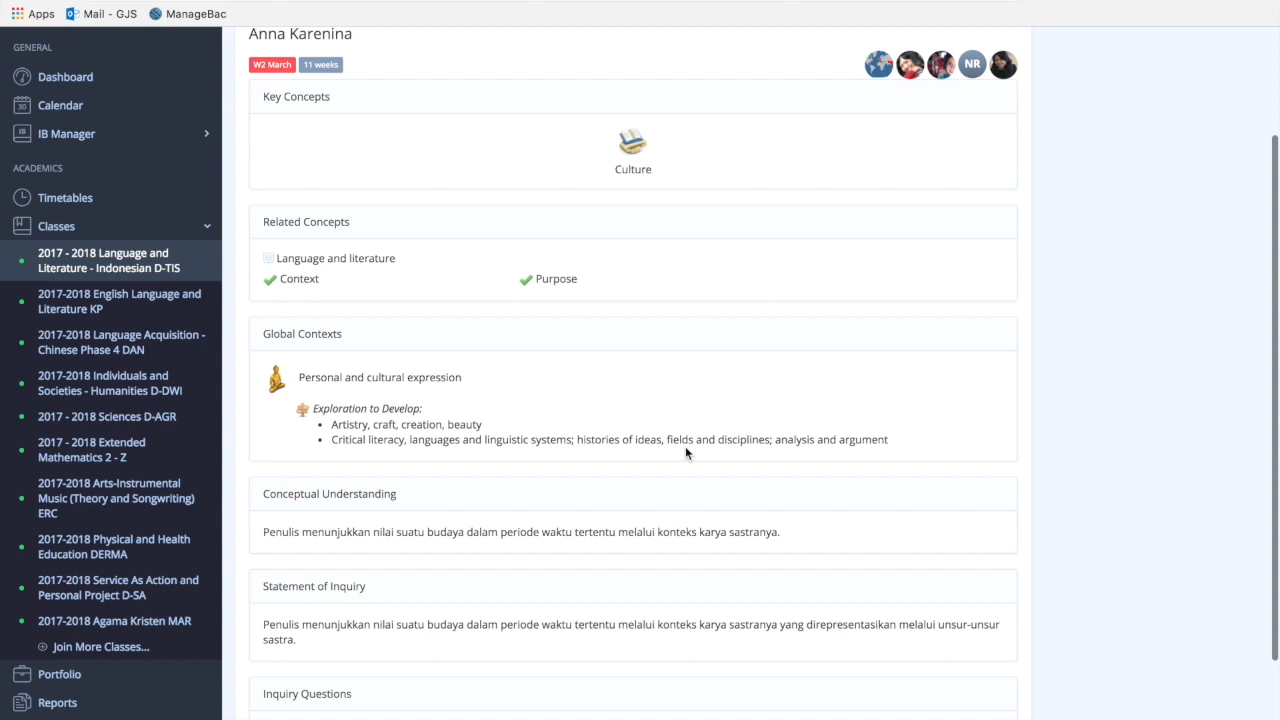 Apps Mail - GJS ManageBac
GENERAL
Dashboard
30 Calendar
IB IB Manager
ACADEMICS
Timetables
Classes
2017 - 2018 Language and
Literature - Indonesian D-TIS
2017-2018 English Language and
Literature KP
2017-2018 Language Acquisition -
Chinese Phase 4 DAN
2017-2018 Individuals and
Societies - Humanities D-DWI
2017 - 2018 Sciences D-AGR
2017 - 2018 Extended
Mathematics 2 - Z
2017-2018 Arts-Instrumental
Music (Theory and Songwriting)
ERC
2017-2018 Physical and Health
Education DERMA
2017-2018 Service As Action and
Personal Project D-SA
2017-2018 Agama Kristen MAR
Join More Classes...
Portfolio
Reports
Anna Karenina
W2 March 11 weeks
NR
Key Concepts
Culture
Related Concepts
Language and literature
Context Purpose
Global Contexts
Personal and cultural expression
Exploration to Develop:
• Artistry, craft, creation, beauty
• Critical literacy, languages and linguistic systems; histories of ideas, fields and disciplines; analysis and argument
Conceptual Understanding
Penulis menunjukkan nilai suatu budaya dalam periode waktu tertentu melalui konteks karya sastranya.
Statement of Inquiry
Penulis menunjukkan nilai suatu budaya dalam periode waktu tertentu melalui konteks karya sastranya yang direpresentasikan melalui unsur-unsur
sastra.
Inquiry Questions